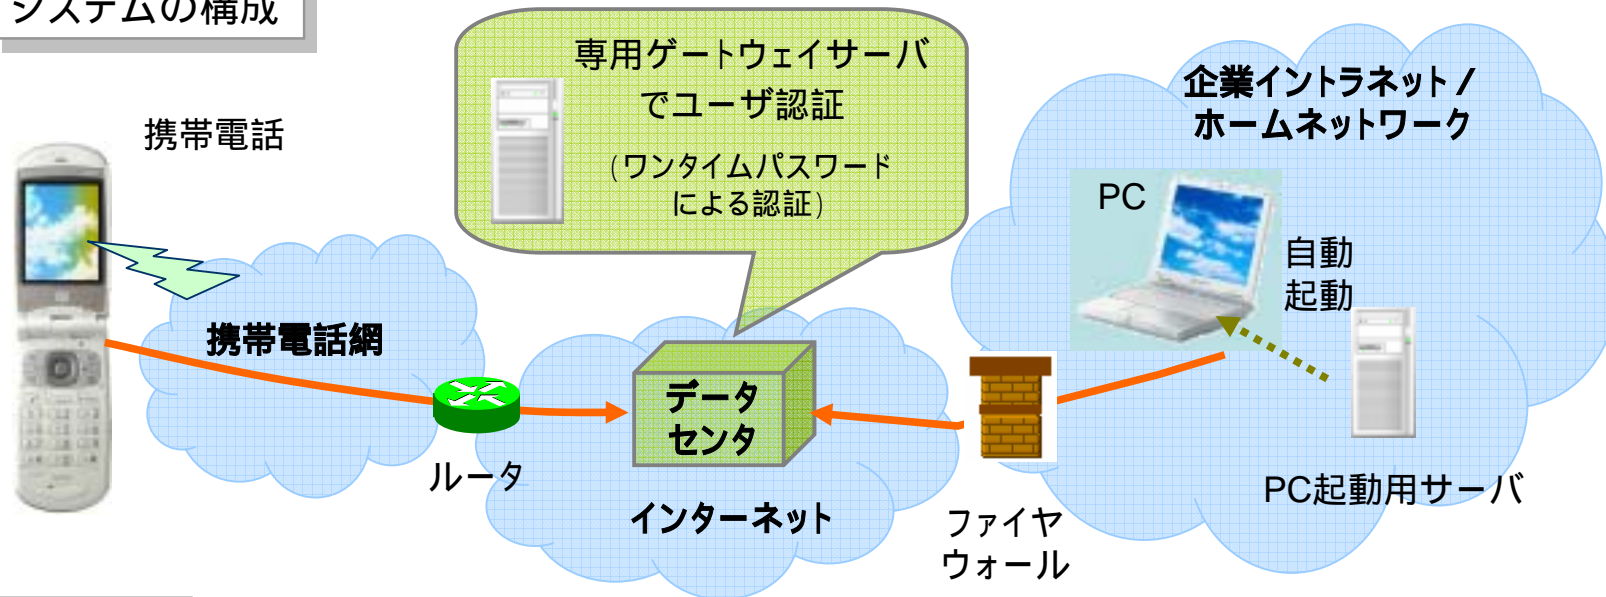 システムの構成
専用ゲートウェイサーバ
でユーザ認証
(ワンタイムパスワード
による認証)
企業イントラネット/
ホームネットワーク
携帯電話
PC
自動
起動
携帯電話網
データ
センタ
ルータ
インターネット
ファイヤ
ウォール
PC起動用サーバ